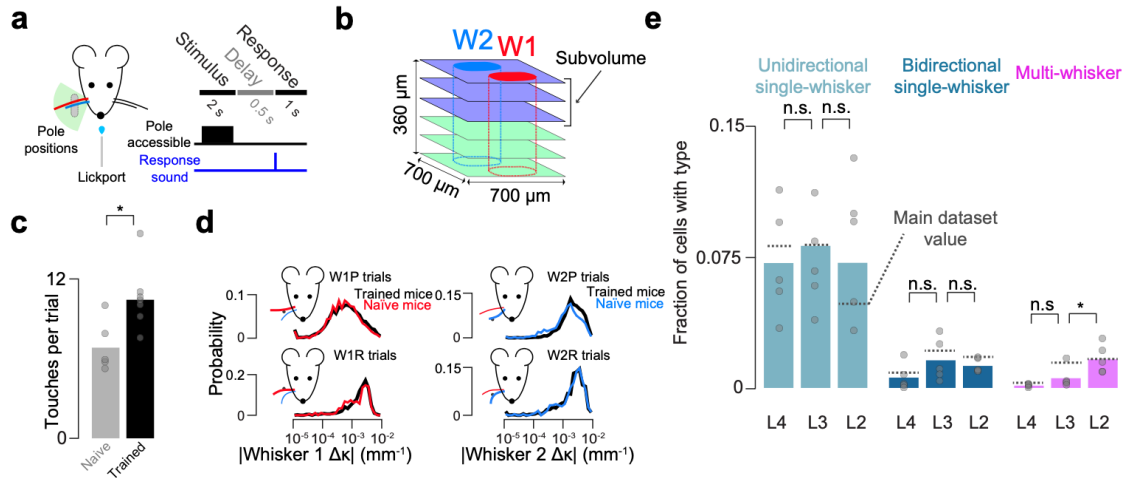 a
Stimulus
Delay
Response
2 s
0.5 s
1 s
Pole
positions
Pole
accessible
Response
sound
Lickport
b
W2
W1
Subvolume
360 µm
700 µm
700 µm
c
*
Touches per trial
12
0
Naive
Trained
d
Probability
W1P trials
Trained mice
Naïve mice
0.1
0
W2P trials
Trained mice
Naïve mice
0.15
0
W1R trials
0.2
0
W2R trials
0.15
0
10-5 10-4 10-3 10-2
|Whisker 1 Δκ| (mm-1)
10-5 10-4 10-3 10-2
|Whisker 2 Δκ| (mm-1)
e
Fraction of cells with type
0.15
0.075
0
Unidirectional
single-whisker
n.s.
n.s.
Bidirectional
single-whisker
n.s.
n.s.
Multi-whisker
n.s
*
Main dataset
value
L4 L3 L2
L4 L3 L2
L4 L3 L2